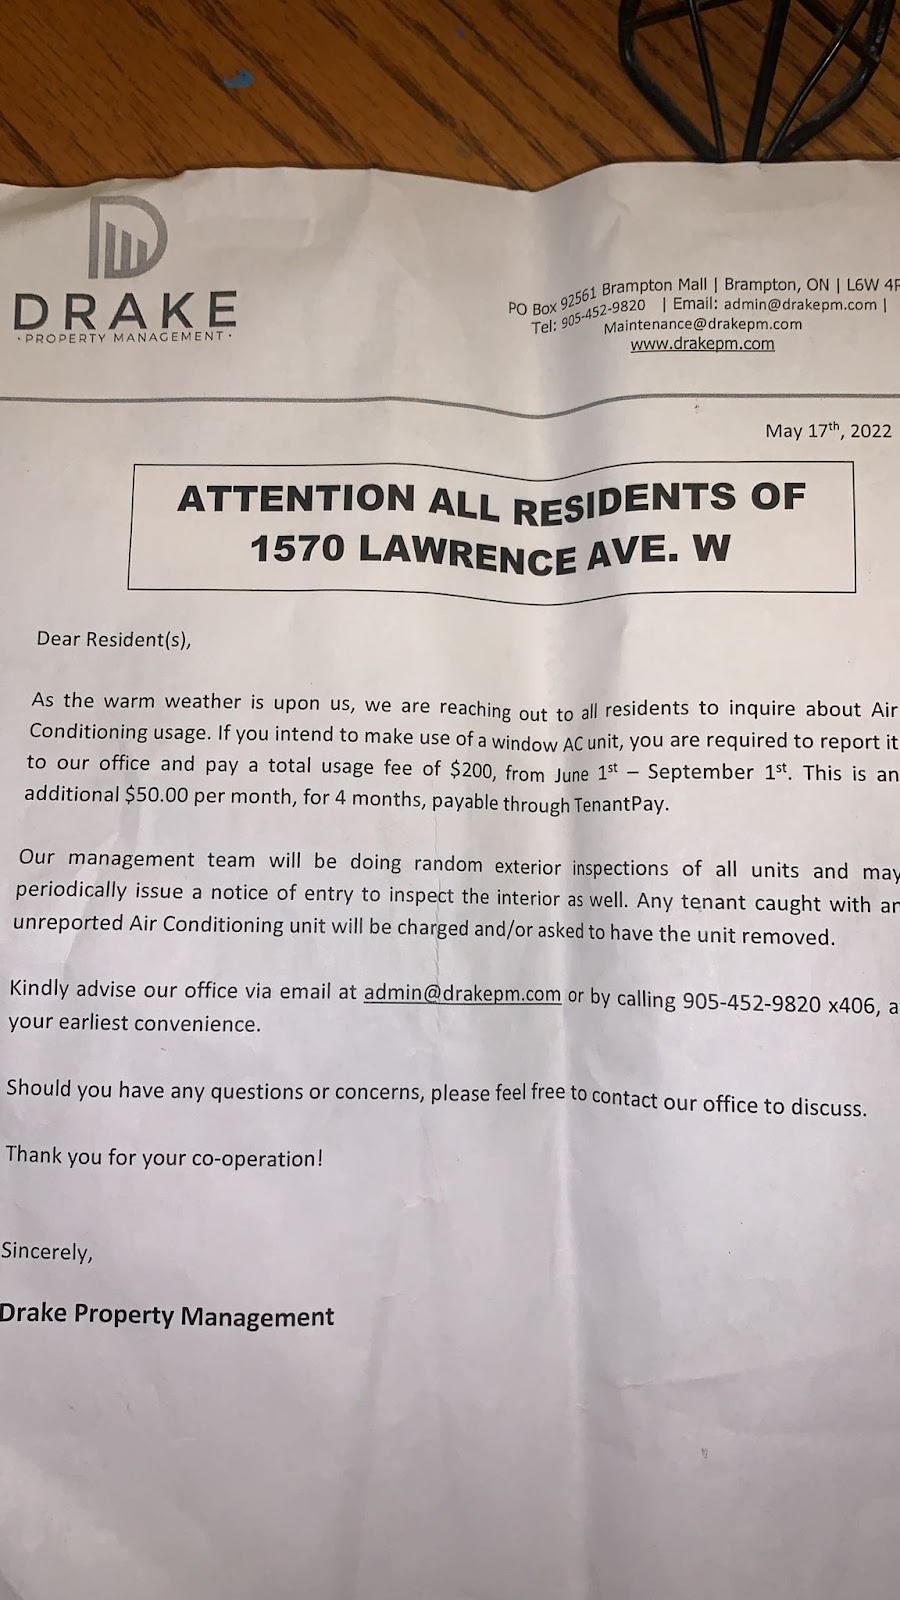 DRAKE
· PROPERTY MANAGEMENT ·
PO Box 92561 Brampton Mall | Brampton, ON | L6W 4R
Tel: 905-452-9820 | Email: admin@drakepm.com |
Maintenance@drakepm.com
www.drakepm.com
May 17th, 2022
ATTENTION ALL RESIDENTS OF
1570 LAWRENCE AVE. W
Dear Resident(s),
As the warm weather is upon us, we are reaching out to all residents to inquire about Air
Conditioning usage. If you intend to make use of a window AC unit, you are required to report it
to our office and pay a total usage fee of $200, from June 1st – September 1st. This is an
additional $50.00 per month, for 4 months, payable through TenantPay.
Our management team will be doing random exterior inspections of all units and may
periodically issue a notice of entry to inspect the interior as well. Any tenant caught with an
unreported Air Conditioning unit will be charged and/or asked to have the unit removed.
Kindly advise our office via email at admin@drakepm.com or by calling 905-452-9820 x406, a
your earliest convenience.
Should you have any questions or concerns, please feel free to contact our office to discuss.
Thank you for your co-operation!
Sincerely,
Drake Property Management